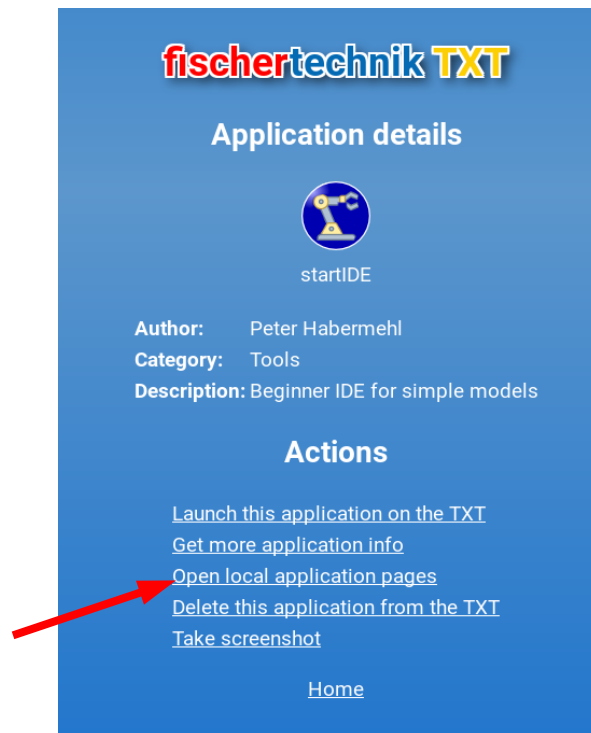 fischertechnik TXT
Application details
startIDE
Author: Peter Habermehl
Category: Tools
Description: Beginner IDE for simple models
Actions
Launch this application on the TXT
Get more application info
Open local application pages
Delete this application from the TXT
Take screenshot
Home